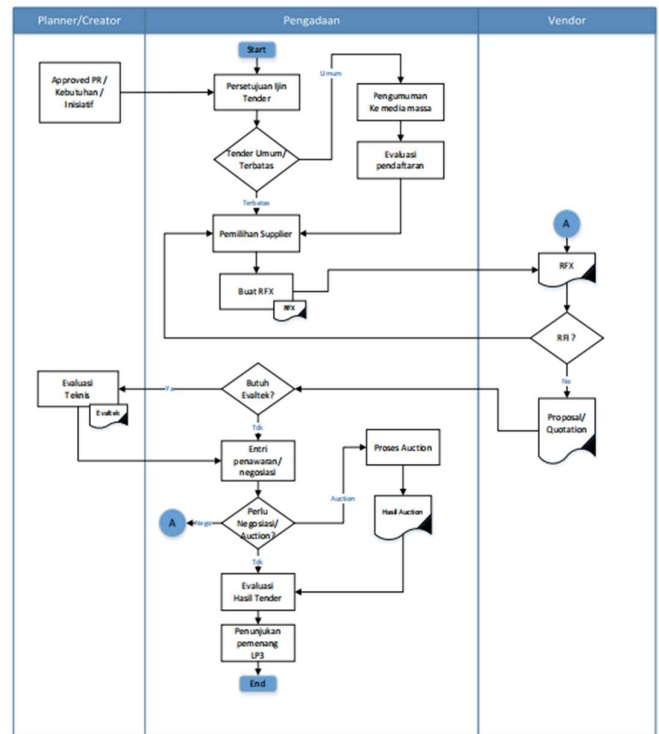 Planner/Creator
Pengadaan
Vendor
Start
Umum
Approved PR /
Kebutuhan /
Inisiatif
Persetujuan Ijin
Tender
Pengumuman
Ke media massa
Tender Umum/
Terbatas
Evaluasi
pendaftaran
Terbatas
Pemilihan Supplier
A
RFX
Buat RFX
RFX
RFI ?
No
Evaluasi
Teknis
Evaltek
Ya
Butuh
Evaltek?
Proposal/
Quotation
Tdk
Entri
penawaran/
negosiasi
Proses Auction
Auction
Hasil Auction
A
Nego
Perlu
Negosiasi/
Auction?
Tdk
Evaluasi
Hasil Tender
Penunjukan
pemenang
LP3
End